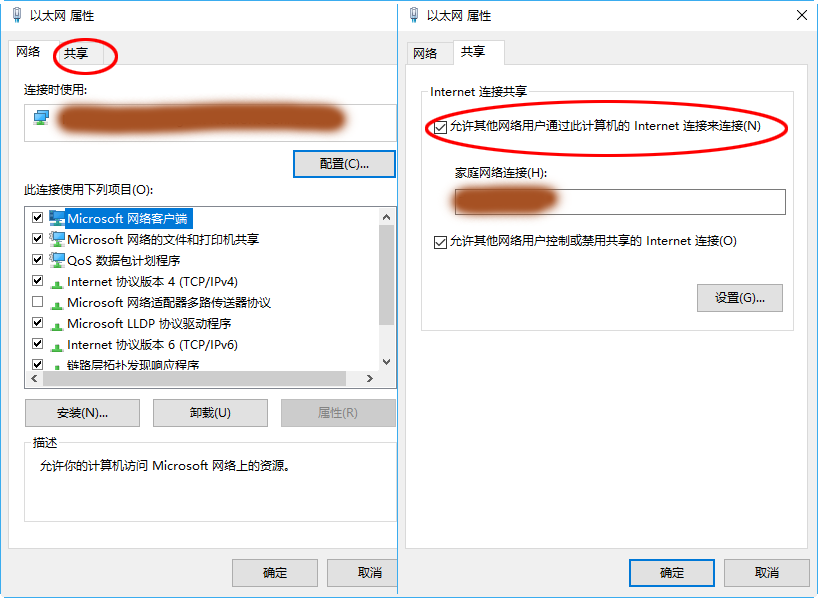 以太网 属性
网络
共享
连接时使用:
配置(C)...
此连接使用下列项目(O):
Microsoft 网络客户端
Microsoft 网络的文件和打印机共享
QoS 数据包计划程序
Internet 协议版本 4 (TCP/IPv4)
Microsoft 网络适配器多路传送器协议
Microsoft LLDP 协议驱动程序
Internet 协议版本 6 (TCP/IPv6)
链路层拓扑发现响应程序
安装(N)...
卸载(U)
属性(R)
描述
允许你的计算机访问 Microsoft 网络上的资源。
确定
取消
以太网 属性
网络
共享
Internet 连接共享
允许其他网络用户通过此计算机的 Internet 连接来连接(N)
家庭网络连接(H):
允许其他网络用户控制或禁用共享的 Internet 连接(O)
设置(G)...
确定
取消